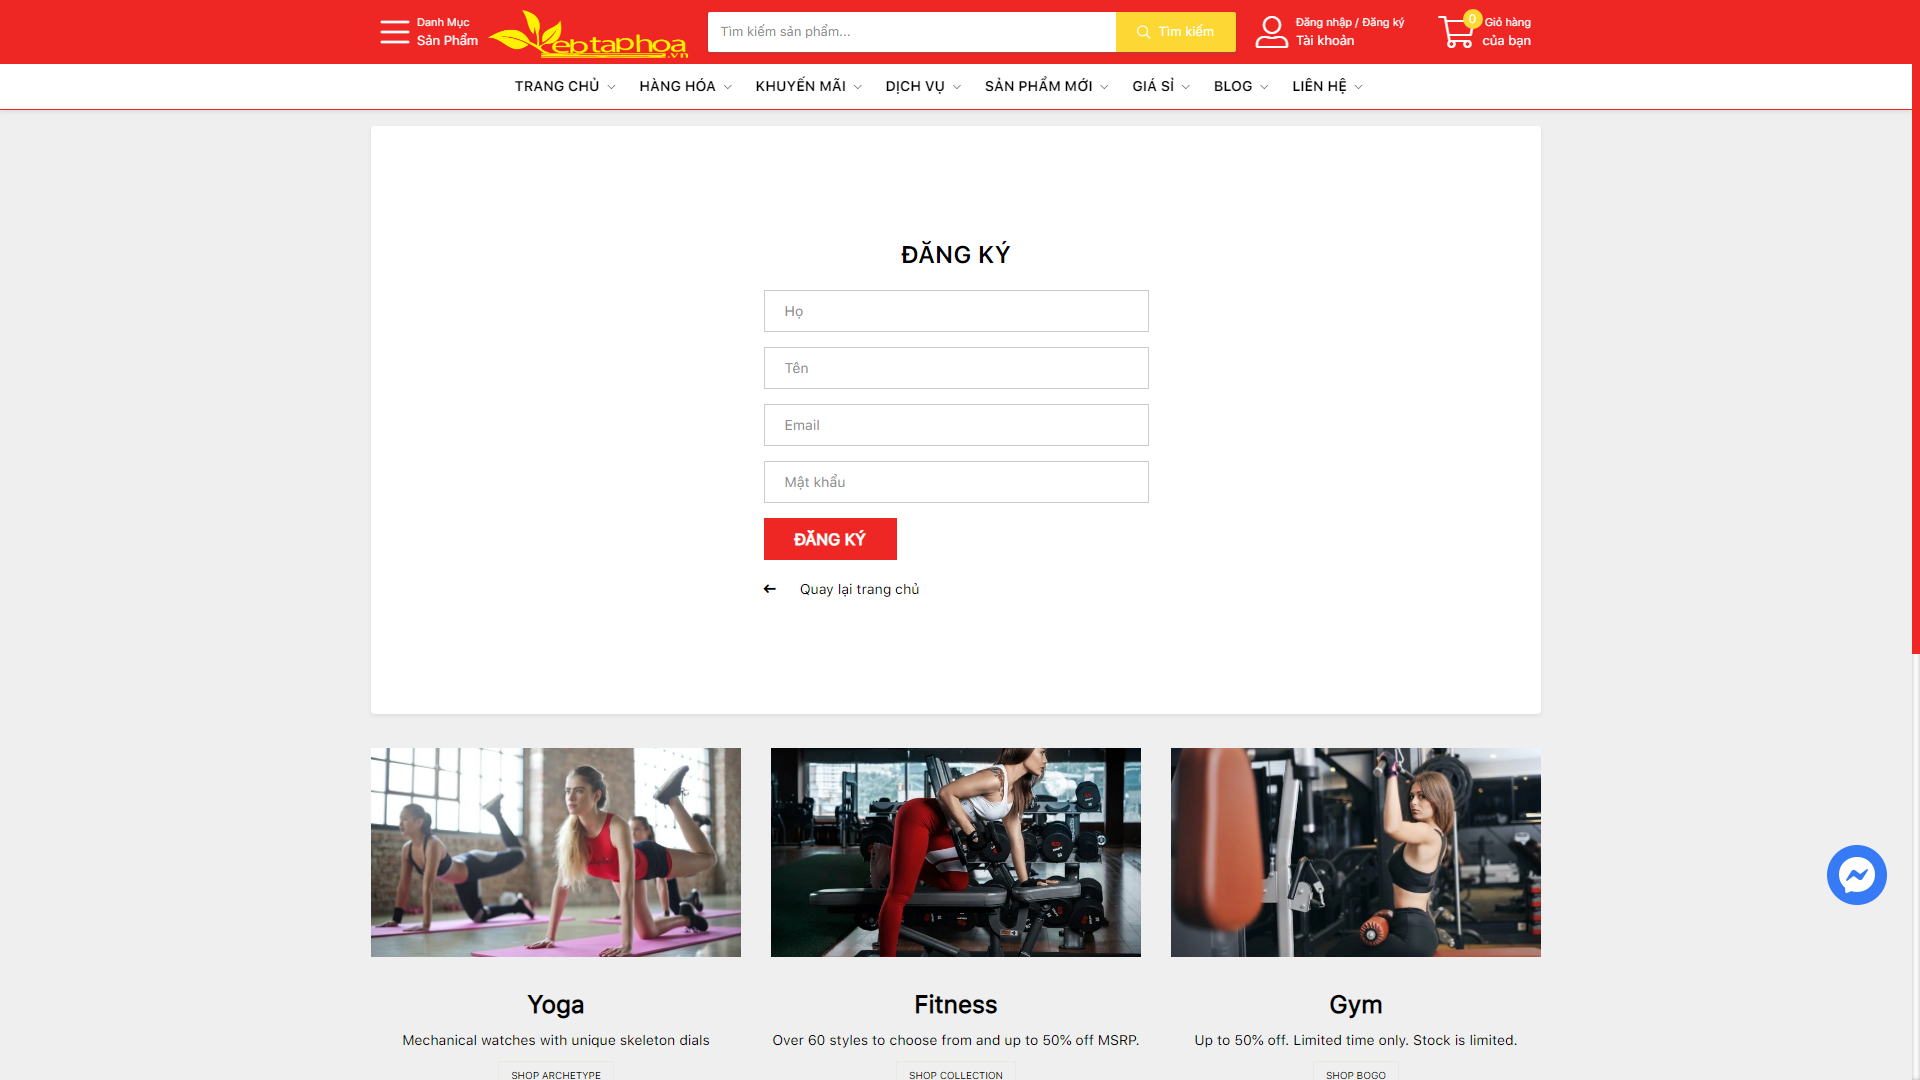 Danh Mục
Sản Phẩm
ebtaphoa
.vn
Tìm kiếm sản phẩm...
Tìm kiếm
Đăng nhập / Đăng ký
Tài khoản
0
Giỏ hàng
của bạn
TRANG CHỦ
HÀNG HÓA
KHUYẾN MÃI
DỊCH VỤ
SẢN PHẨM MỚI
GIÁ SỈ
BLOG
LIÊN HỆ
ĐĂNG KÝ
Họ
Tên
Email
Mật khẩu
ĐĂNG KÝ
Quay lại trang chủ
Yoga
Mechanical watches with unique skeleton dials
SHOP ARCHETYPE
Fitness
Over 60 styles to choose from and up to 50% off MSRP.
SHOP COLLECTION
Gym
Up to 50% off. Limited time only. Stock is limited.
SHOP BOGO